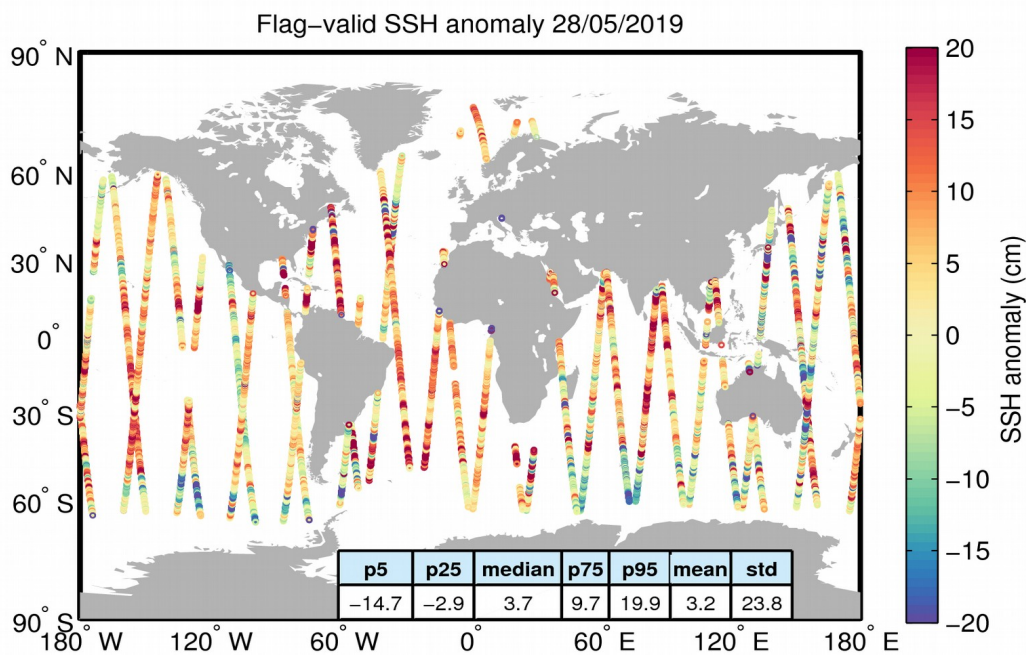 Flag−valid SSH anomaly 28/05/2019
90° N
60° N
30° N
0°
30° S
60° S
90° S
180° W 120° W 60° W 0° 60° E 120° E 180° E
p5 p25 median p75 p95 mean std
−14.7 −2.9 3.7 9.7 19.9 3.2 23.8
20
15
10
5
0
−5
−10
−15
−20
SSH anomaly (cm)